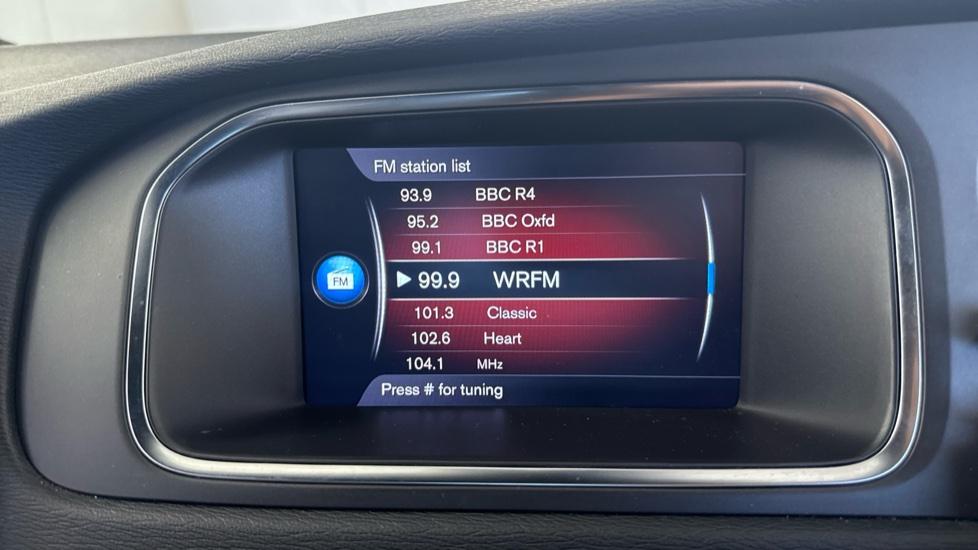 FM station list
93.9 BBC R4
95.2 BBC Oxfd
99.1 BBC R1
FM
99.9 WRFM
101.3 Classic
102.6 Heart
104.1 MHz
Press # for tuning